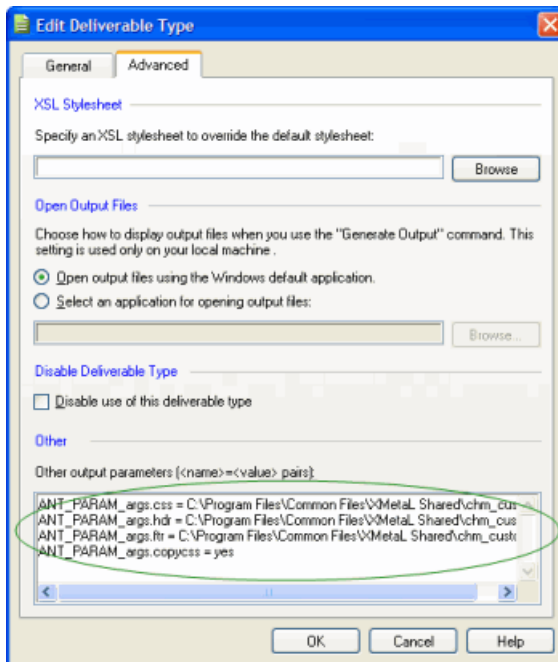 Edit Deliverable Type
General Advanced
XSL Stylesheet
Specify an XSL stylesheet to override the default stylesheet:
Browse
Open Output Files
Choose how to display output files when you use the "Generate Output" command. This
setting is used only on your local machine .
Open output files using the Windows default application.
Select an application for opening output files:
Browse...
Disable Deliverable Type
Disable use of this deliverable type
Other
Other output parameters (<name>=<value> pairs):
ANT_PARAM_args.css = C:\Program Files\Common Files\XMetaL Shared\chm_cus
ANT_PARAM_args.hdr = C:\Program Files\Common Files\XMetaL Shared\chm_cus
ANT_PARAM_args.ftr = C:\Program Files\Common Files\XMetaL Shared\chm_custo
ANT_PARAM_args.copycss = yes
OK Cancel Help